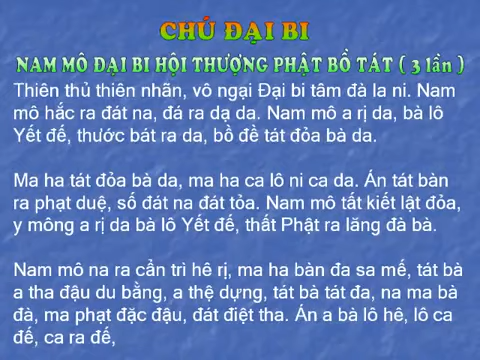 CHÚ ĐẠI BI
NAM MÔ ĐẠI BI HỘI THƯỢNG PHẬT BỒ TÁT ( 3 lần )
Thiên thủ thiên nhãn, vô ngại Đại bi tâm đà la ni. Nam
mô hắc ra đát na, đá ra dạ da. Nam mô a rị da, bà lô
Yết đế, thước bát ra da, bồ đề tát đỏa bà da.
Ma ha tát đỏa bà da, ma ha ca lô ni ca da. Án tát bàn
ra phạt duệ, số đát na đát tỏa. Nam mô tất kiết lật đỏa,
y mông a rị da bà lô Yết đế, thất Phật ra lăng đà bà.
Nam mô na ra cẩn trì hê rị, ma ha bàn đa sa mế, tát bà
a tha đậu du bằng, a thệ dựng, tát bà tát đa, na ma bà
đà, ma phạt đặc đậu, đát điệt tha. Án a bà lô hê, lô ca
đế, ca ra đế,